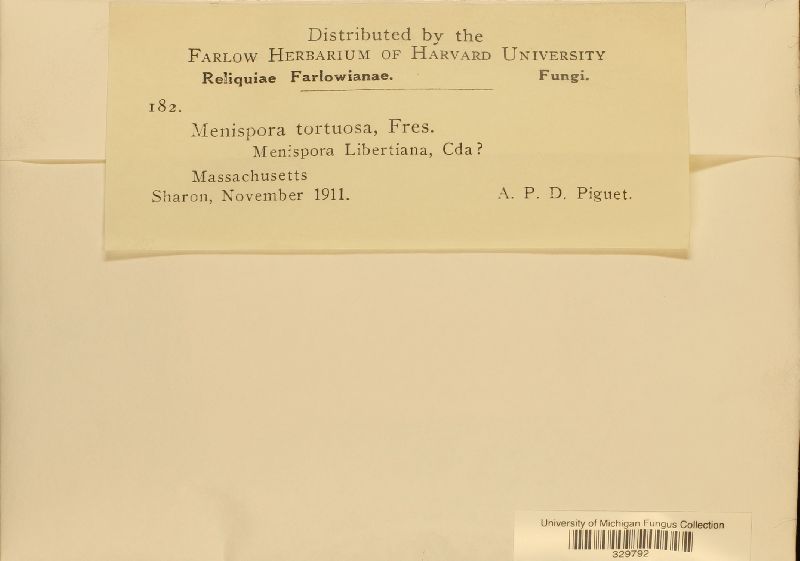 Distributed by the
FARLOW HERBARIUM OF HARVARD UNIVERSITY
Reliquiae Farlowianae. Fungi.
182.
Menispora tortuosa, Fres.
Menispora Libertiana, Cda?
Massachusetts
Sharon, November 1911. A. P. D. Piguet.
University of Michigan Fungus Collection
329792